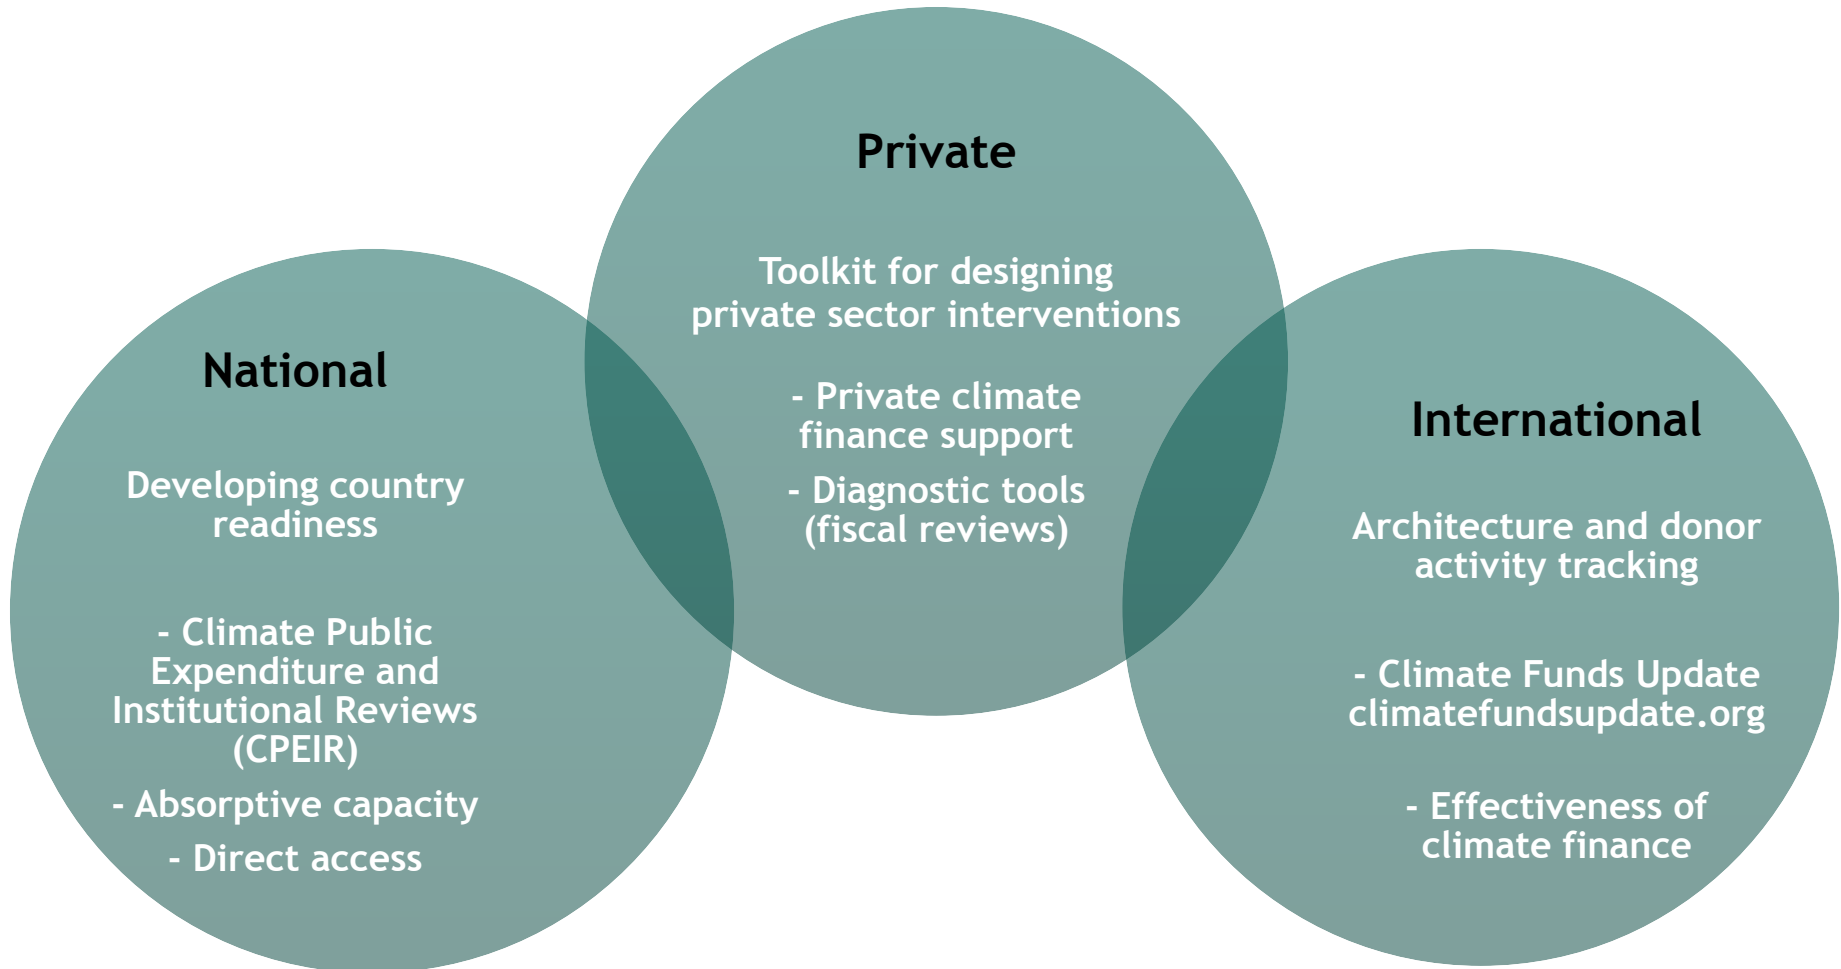 National
Developing country
readiness
- Climate Public
Expenditure and
Institutional Reviews
(CPEIR)
- Absorptive capacity
- Direct access
Private
Toolkit for designing
private sector interventions
- Private climate
finance support
- Diagnostic tools
(fiscal reviews)
International
Architecture and donor
activity tracking
- Climate Funds Update
climatefundsupdate.org
- Effectiveness of
climate finance